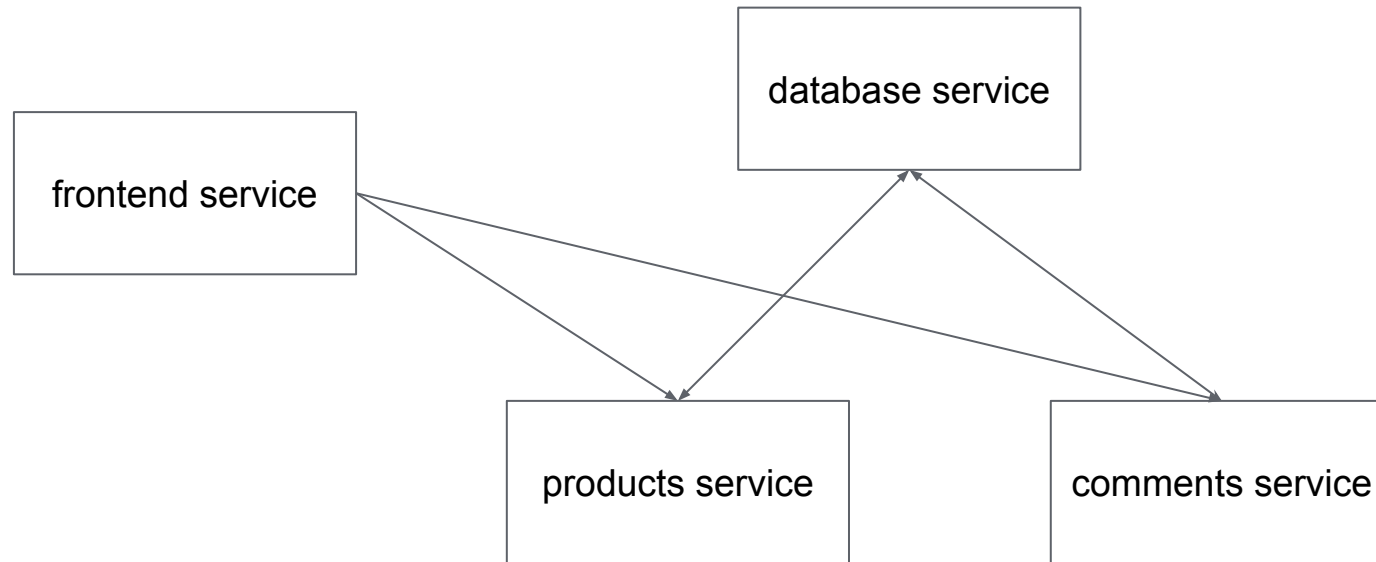 database service
frontend service
products service
comments service